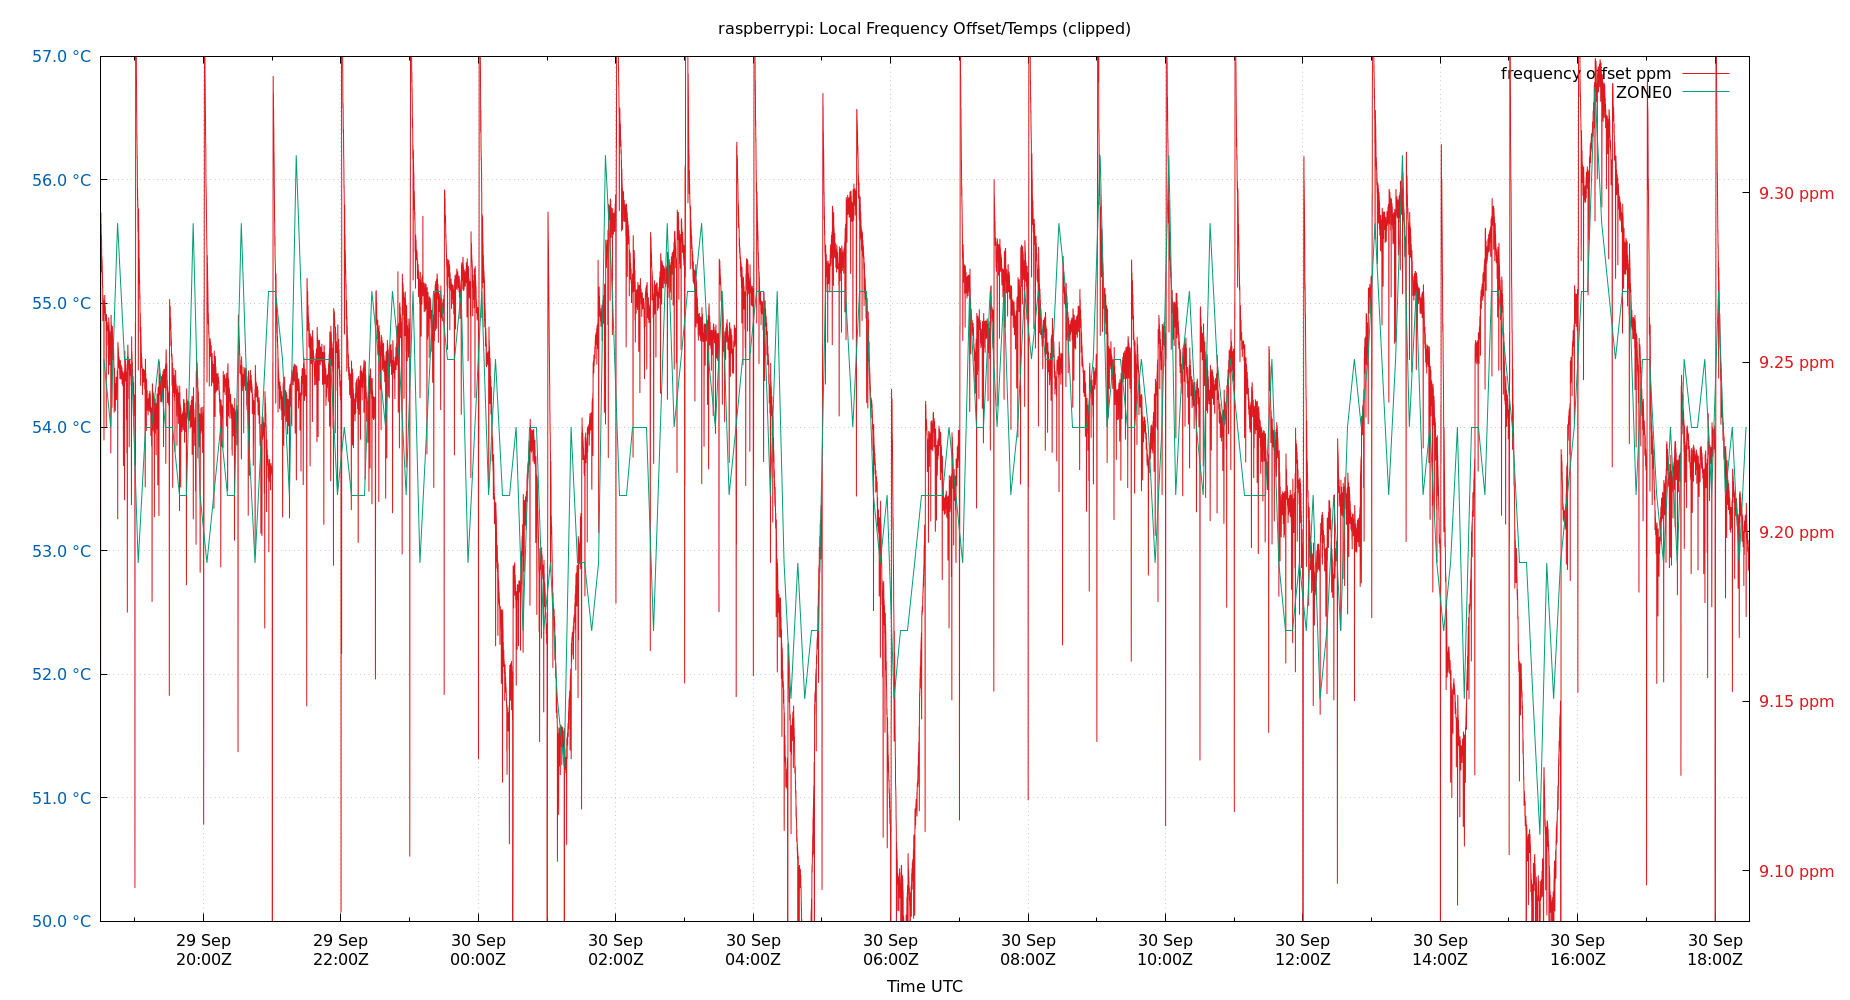 raspberrypi: Local Frequency Offset/Temps (clipped)
57.0 °C
56.0 °C
55.0 °C
54.0 °C
53.0 °C
52.0 °C
51.0 °C
50.0 °C
frequency offset ppm
ZONE0
9.30 ppm
9.25 ppm
9.20 ppm
9.15 ppm
9.10 ppm
29 Sep
20:00Z
29 Sep
22:00Z
30 Sep
00:00Z
30 Sep
02:00Z
30 Sep
04:00Z
30 Sep
06:00Z
30 Sep
08:00Z
30 Sep
10:00Z
30 Sep
12:00Z
30 Sep
14:00Z
30 Sep
16:00Z
30 Sep
18:00Z
Time UTC